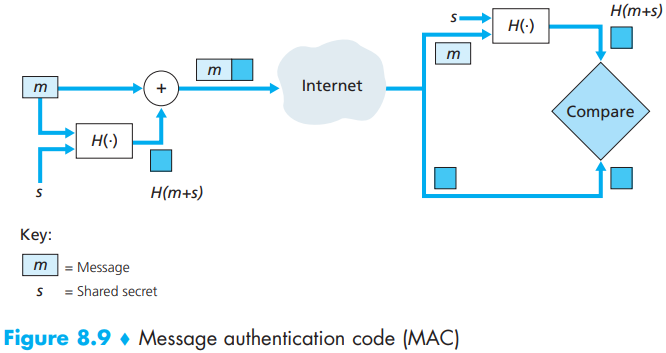 s
H(·)
H(m+s)
m
Internet
m
m
+
Compare
H(·)
s
H(m+s)
Key:
m = Message
s = Shared secret
Figure 8.9 ♦ Message authentication code (MAC)